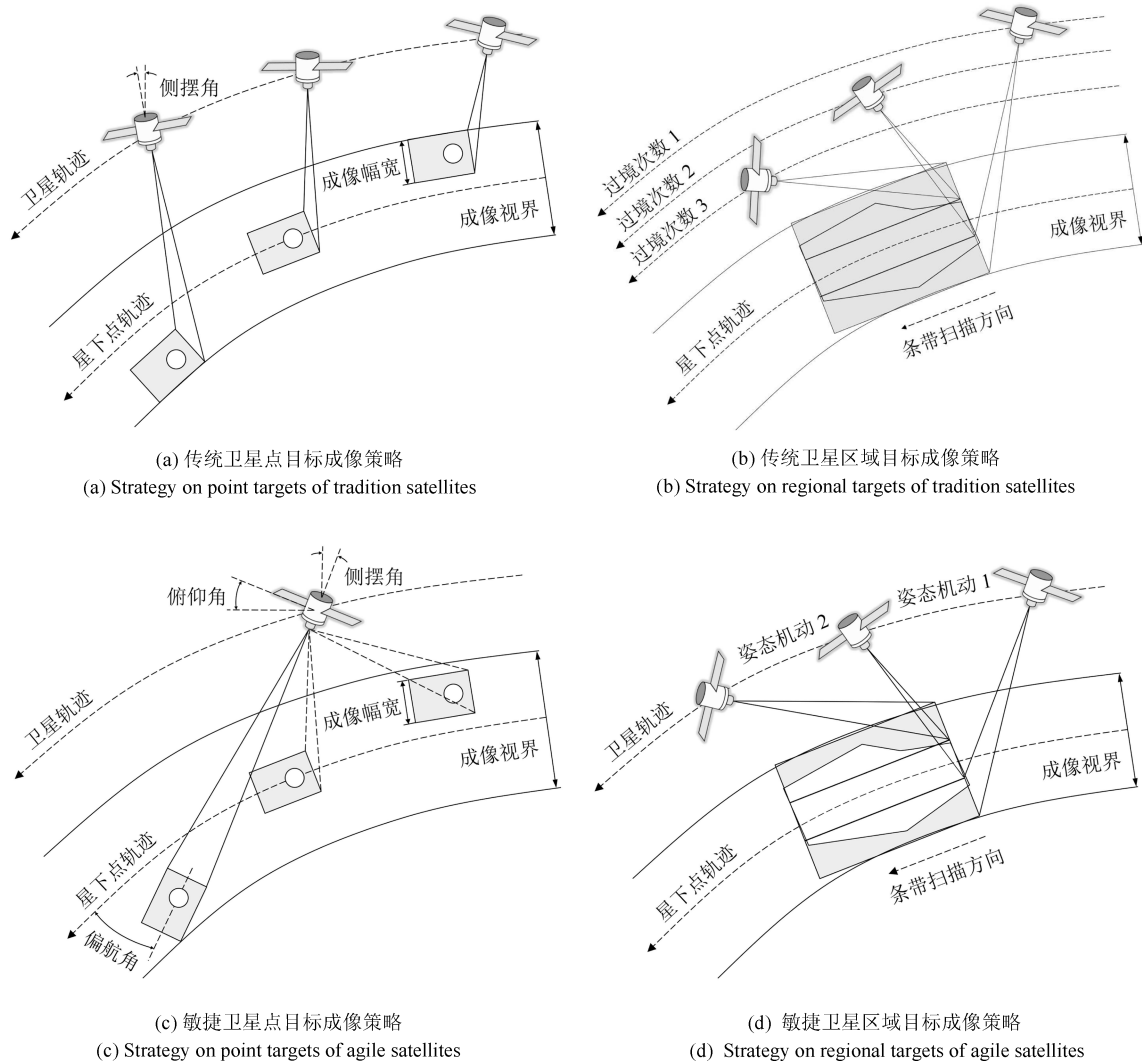 侧摆角
卫星轨迹
成像幅宽
成像视界
星下点轨迹
(a) 传统卫星点目标成像策略
(a) Strategy on point targets of tradition satellites
过境次数 1
过境次数 2
过境次数 3
成像视界
星下点轨迹
条带扫描方向
(b) 传统卫星区域目标成像策略
(b) Strategy on regional targets of tradition satellites
俯仰角
侧摆角
卫星轨迹
成像幅宽
成像视界
星下点轨迹
偏航角
(c) 敏捷卫星点目标成像策略
(c) Strategy on point targets of agile satellites
姿态机动 1
姿态机动 2
卫星轨迹
成像视界
星下点轨迹
条带扫描方向
(d) 敏捷卫星区域目标成像策略
(d) Strategy on regional targets of agile satellites